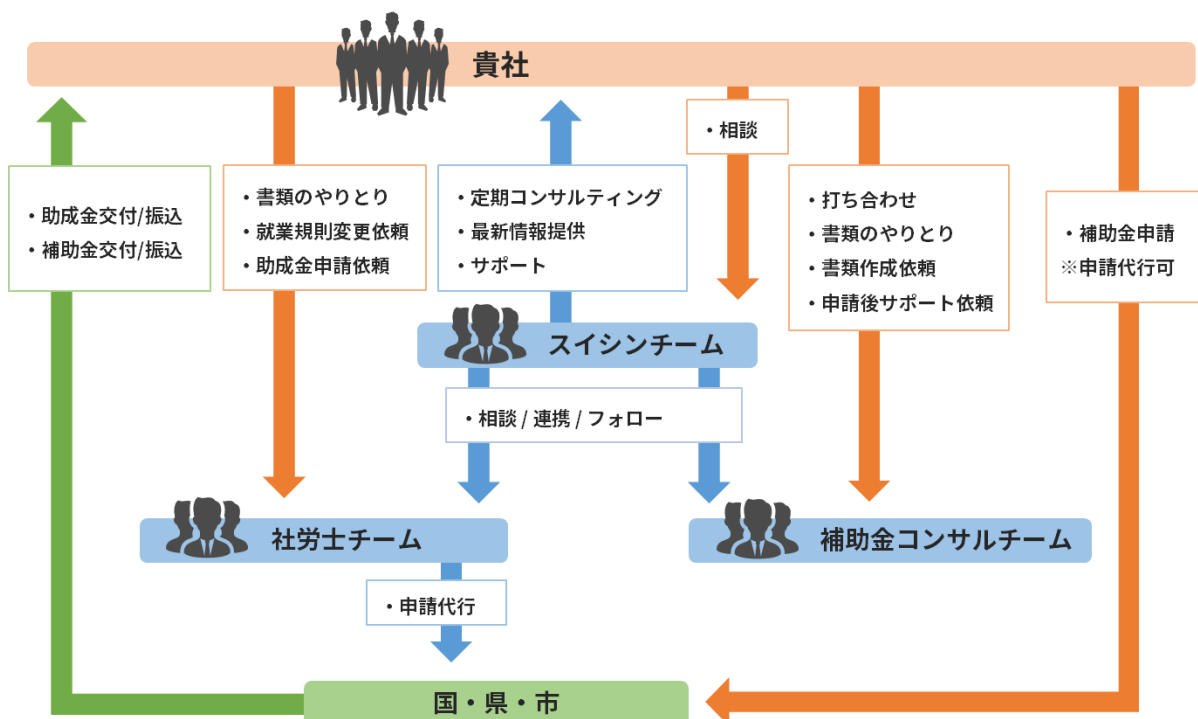 貴社
・相談
・助成金交付/振込
・補助金交付/振込
・書類のやりとり
・就業規則変更依頼
・助成金申請依頼
・定期コンサルティング
・最新情報提供
・サポート
・打ち合わせ
・書類のやりとり
・書類作成依頼
・申請後サポート依頼
・補助金申請
※申請代行可
スイシンチーム
・相談 / 連携 / フォロー
社労士チーム
補助金コンサルチーム
・申請代行
国・県・市